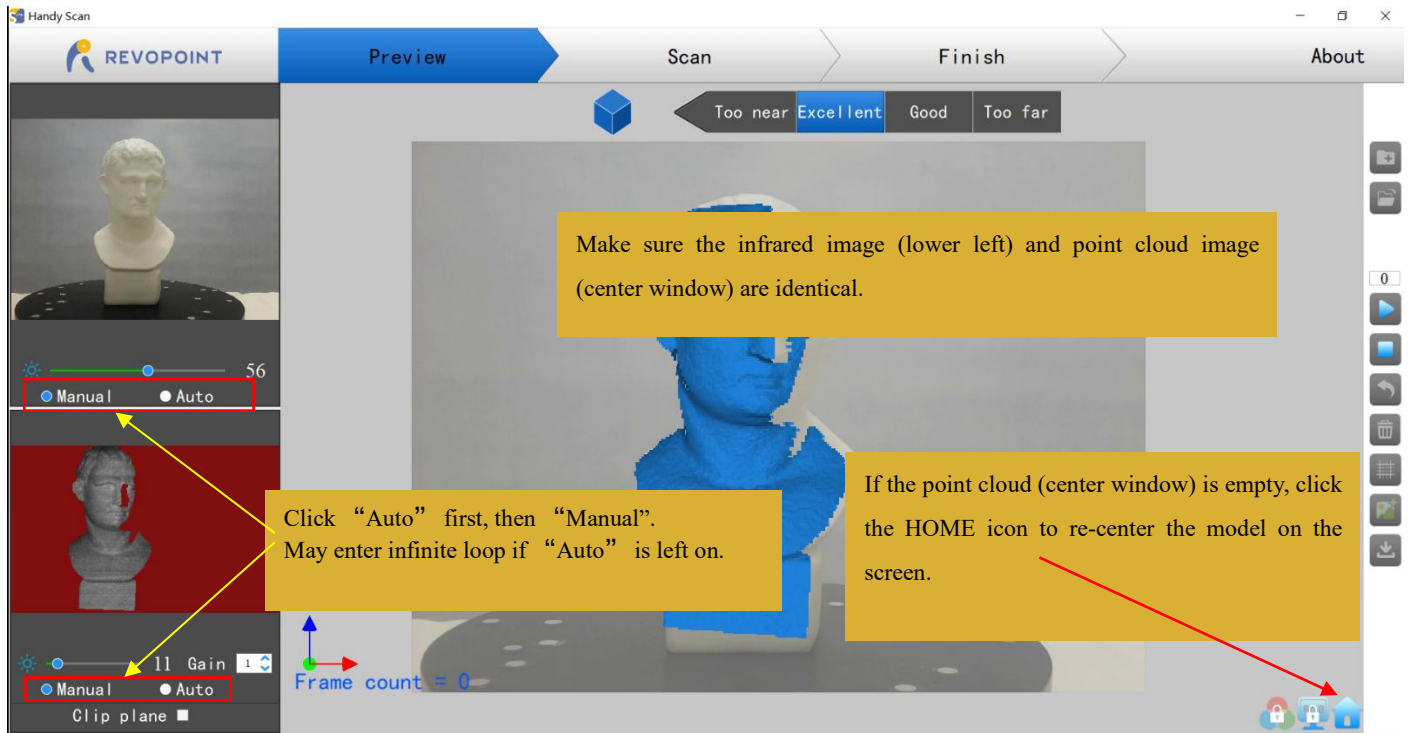 Handy Scan
REVOPOINT
Preview
Scan
Finish
About
Too near Excellent Good Too far
Make sure the infrared image (lower left) and point cloud image
(center window) are identical.
0
56
Manual Auto
If the point cloud (center window) is empty, click
the HOME icon to re-center the model on the
screen.
Click “Auto” first, then “Manual”.
May enter infinite loop if “Auto” is left on.
11 Gain 1
Manual Auto
Clip plane
Frame count = 0